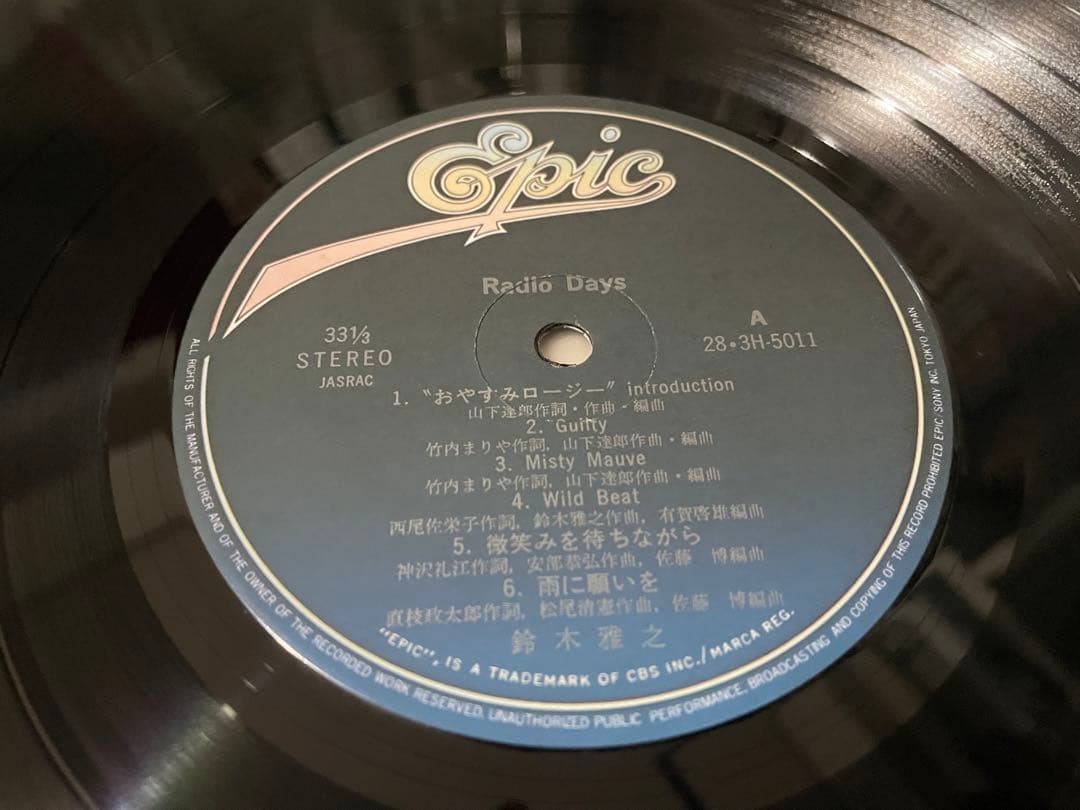 Epic
Radio Days
33 1/3
STEREO
JASRAC
A
28・3H-5011
1. “おやすみロージー” introduction
山下達郎作詞・作曲・編曲
2. Guilty
竹内まりや作詞, 山下達郎作曲・編曲
3. Misty Mauve
竹内まりや作詞, 山下達郎作曲・編曲
4. Wild Beat
西尾佐栄子作詞, 鈴木雅之作曲, 有賀啓雄編曲
5. 微笑みを待ちながら
神沢礼江作詞, 安部恭弘作曲, 佐藤 博編曲
6. 雨に願いを
直枝政太郎作詞, 松尾清憲作曲, 佐藤 博編曲
鈴木雅之
"EPIC", IS A TRADEMARK OF CBS INC./MARCA REG.
ALL RIGHTS OF THE MANUFACTURER AND OF THE OWNER OF THE RECORDED WORK RESERVED. UNAUTHORIZED PUBLIC PERFORMANCE, BROADCASTING AND COPYING OF THIS RECORD PROHIBITED EPIC/SONY INC. TOKYO JAPAN